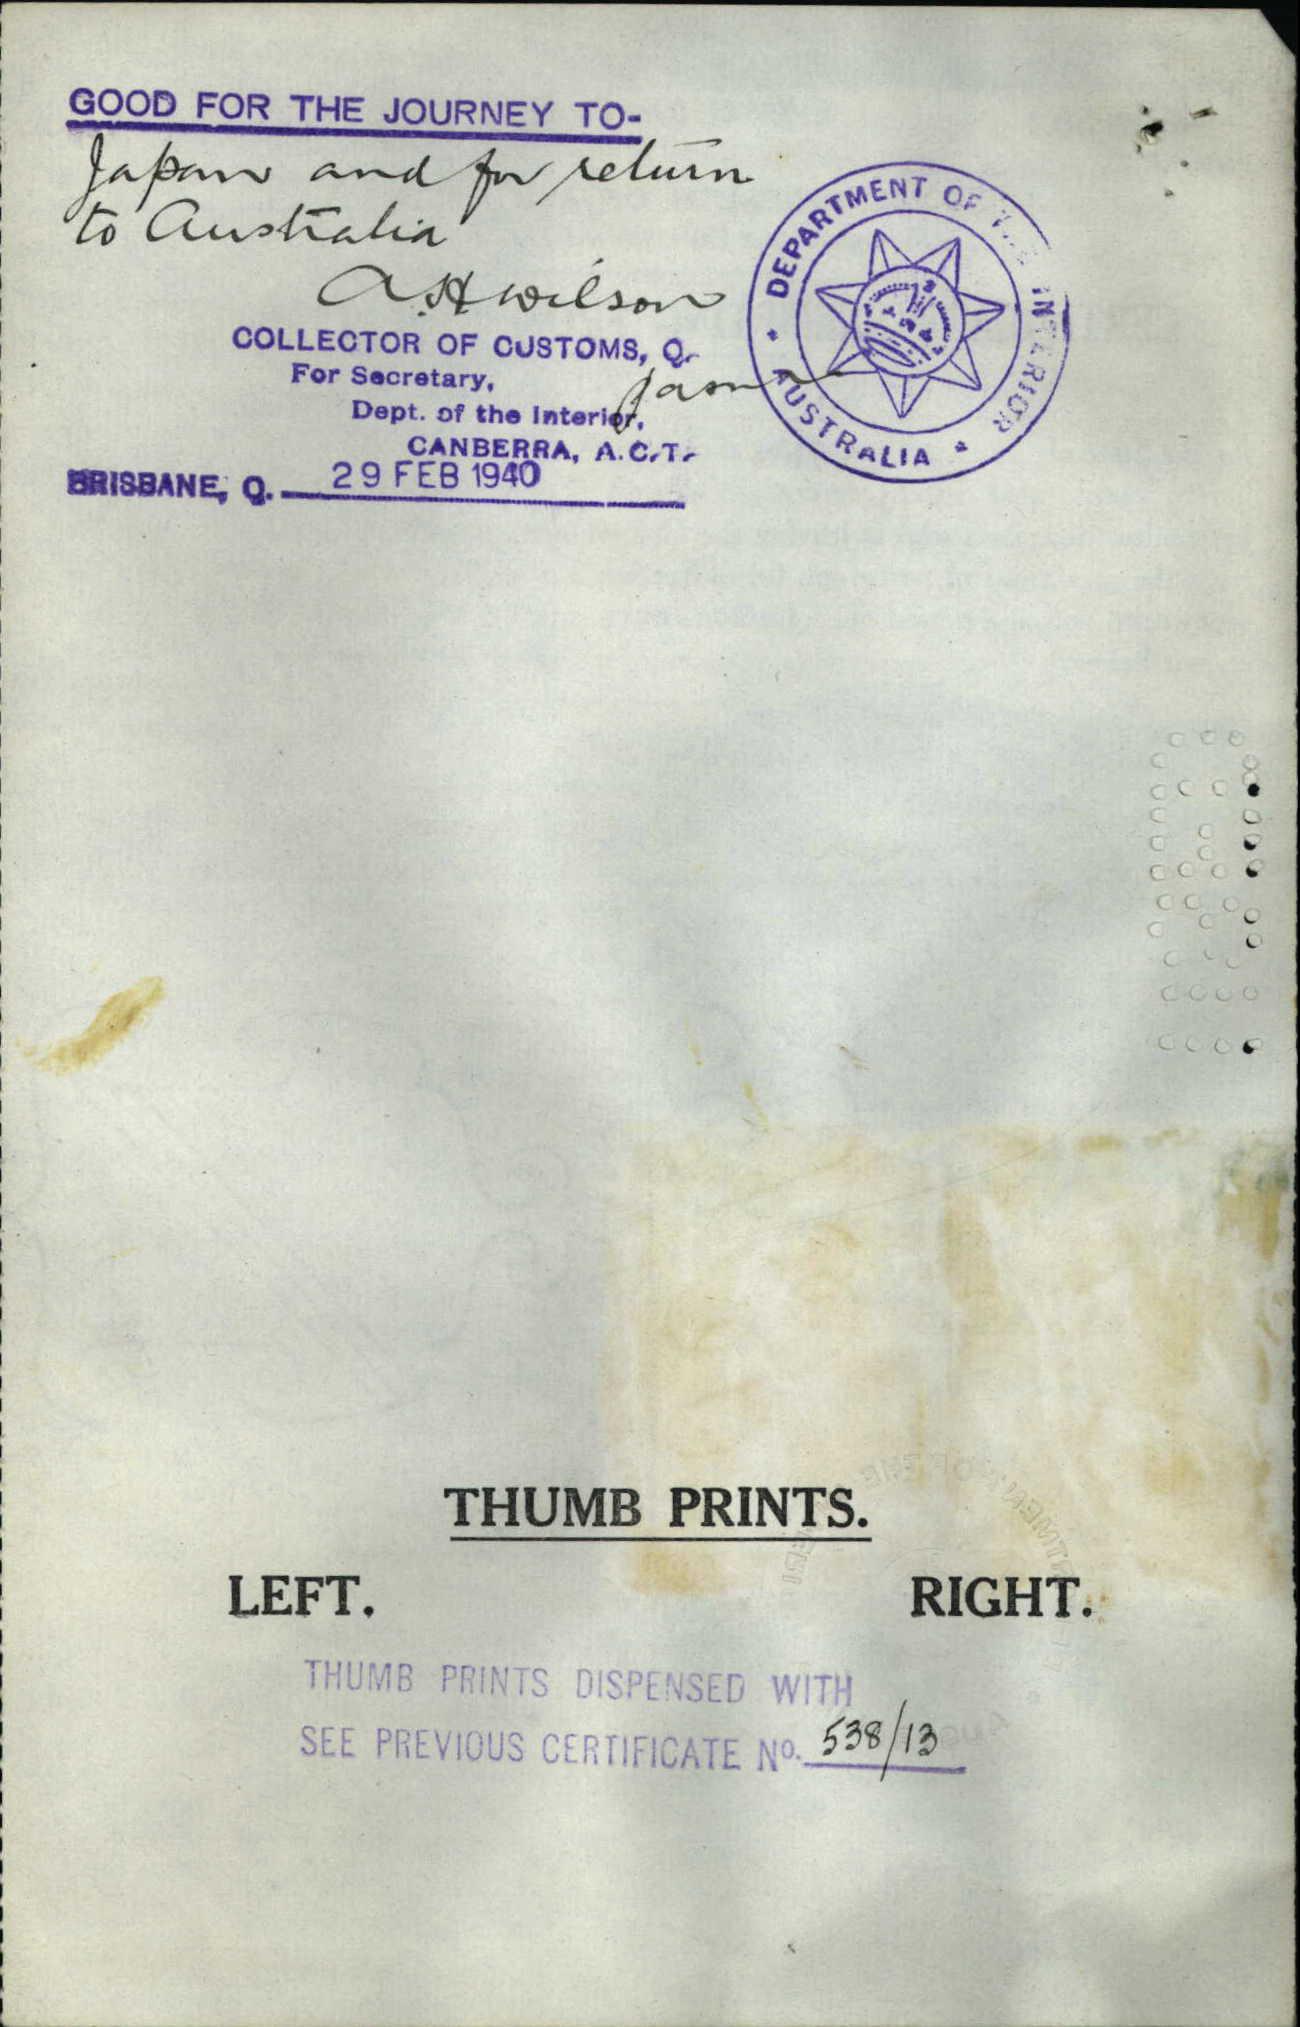 GOOD FOR THE JOURNEY TO-
Japan and for return
to Australia
A. H. Wilson
COLLECTOR OF CUSTOMS, Q.
For Secretary,
Dept. of the Interior,
CANBERRA, A.C.T.
BRISBANE, Q. 29 FEB 1940
DEPARTMENT OF THE INTERIOR
AUSTRALIA
THUMB PRINTS.
LEFT. RIGHT.
THUMB PRINTS DISPENSED WITH
SEE PREVIOUS CERTIFICATE No. 538/13